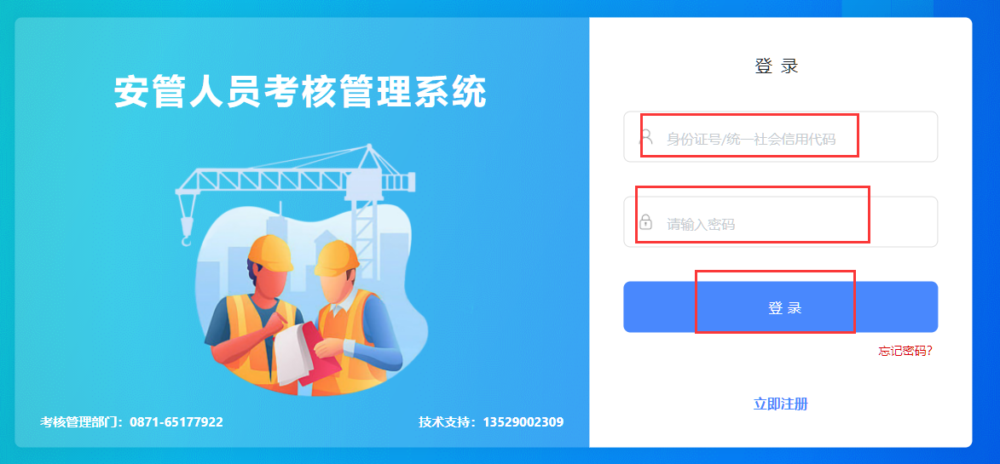 安管人员考核管理系统
考核管理部门：0871-65177922
技术支持：13529002309
登 录
身份证号/统一社会信用代码
请输入密码
登 录
忘记密码?
立即注册